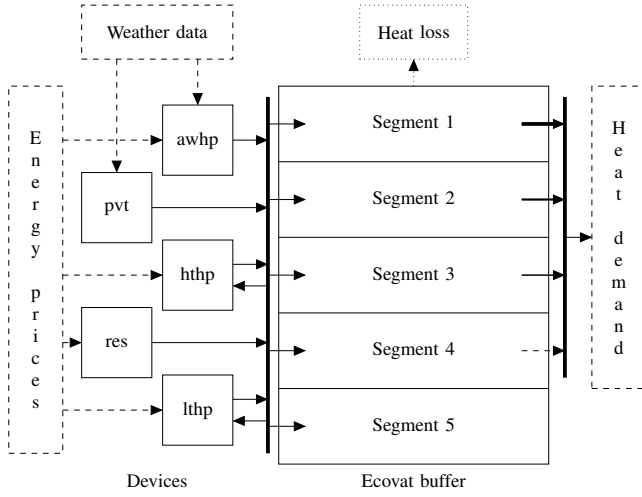 Weather data
Heat loss
Energy prices
awhp
pvt
hthp
res
lthp
Segment 1
Segment 2
Segment 3
Segment 4
Segment 5
Heat demand
Devices
Ecovat buffer